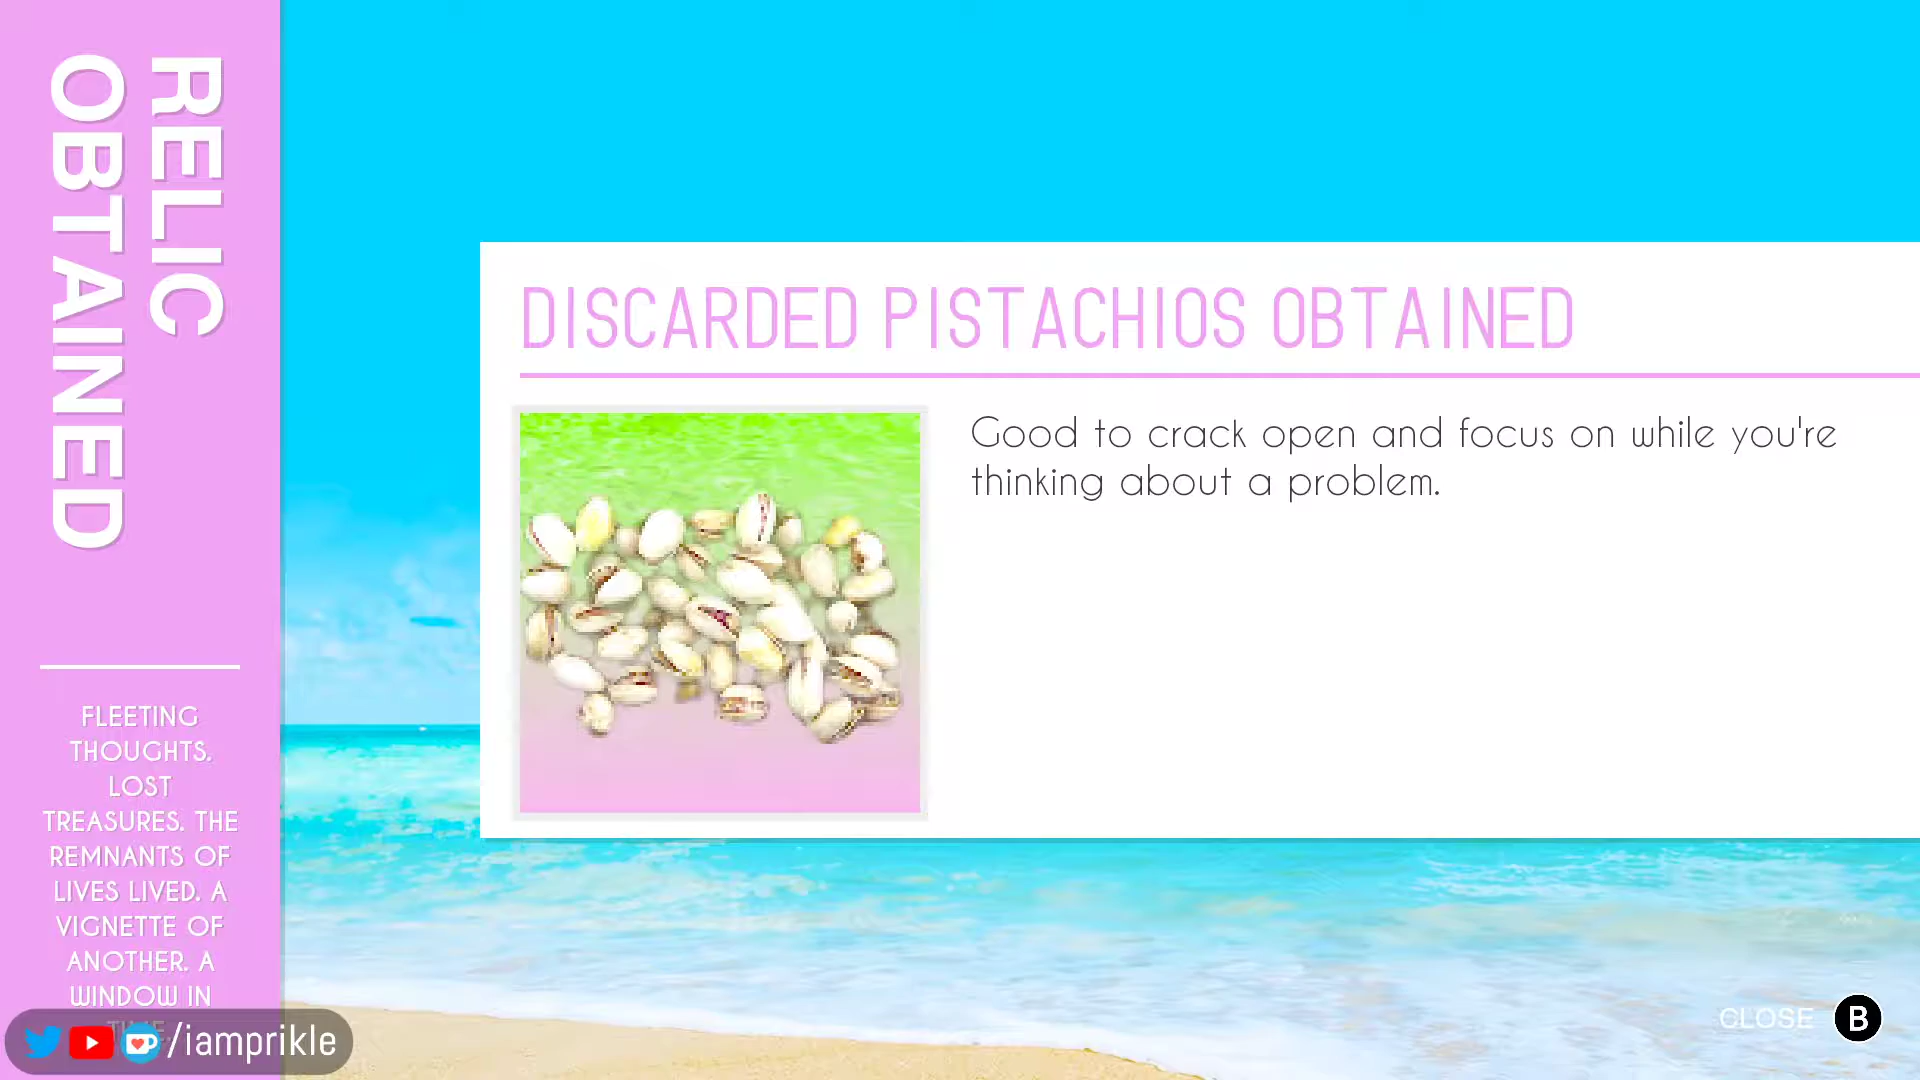 RELIC
OBTAINED
FLEETING
THOUGHTS.
LOST
TREASURES. THE
REMNANTS OF
LIVES LIVED. A
VIGNETTE OF
ANOTHER. A
WINDOW IN
TIME.
DISCARDED PISTACHIOS OBTAINED
Good to crack open and focus on while you're
thinking about a problem.
/iamprikle
CLOSE B